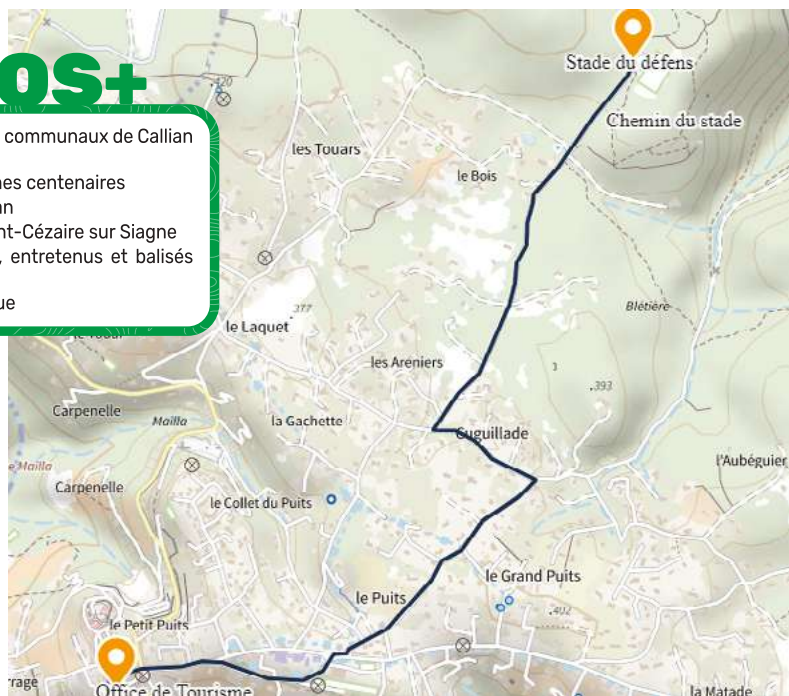 OS+
communaux de Callian
nes centenaires
an
nt-Cézaire sur Siagne
, entretenus et balisés
ue
Stade du défens
Chemin du stade
420
les Touars
le Bois
377
le Laquet
Blétière
les Areniers
.393
Carpenelle
Mailla
la Gachette
Cuguillade
l'Aubéguier
e Mailla
Carpenelle
le Collet du Puits
le Grand Puits
le Puits
.402
le Petit Puits
rrage
Office de Tourisme
la Matade